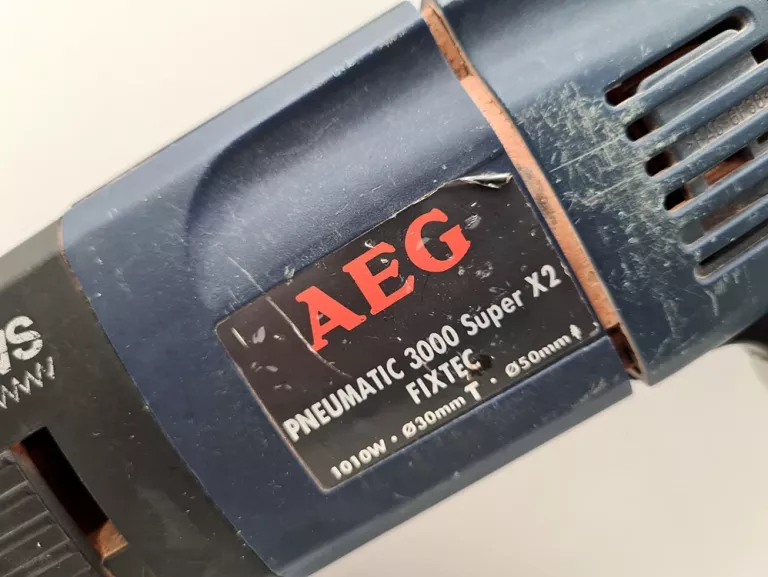 AEG
PNEUMATIC 3000 Super X2
FIXTEC
1010W · Ø30mm T · Ø50mm